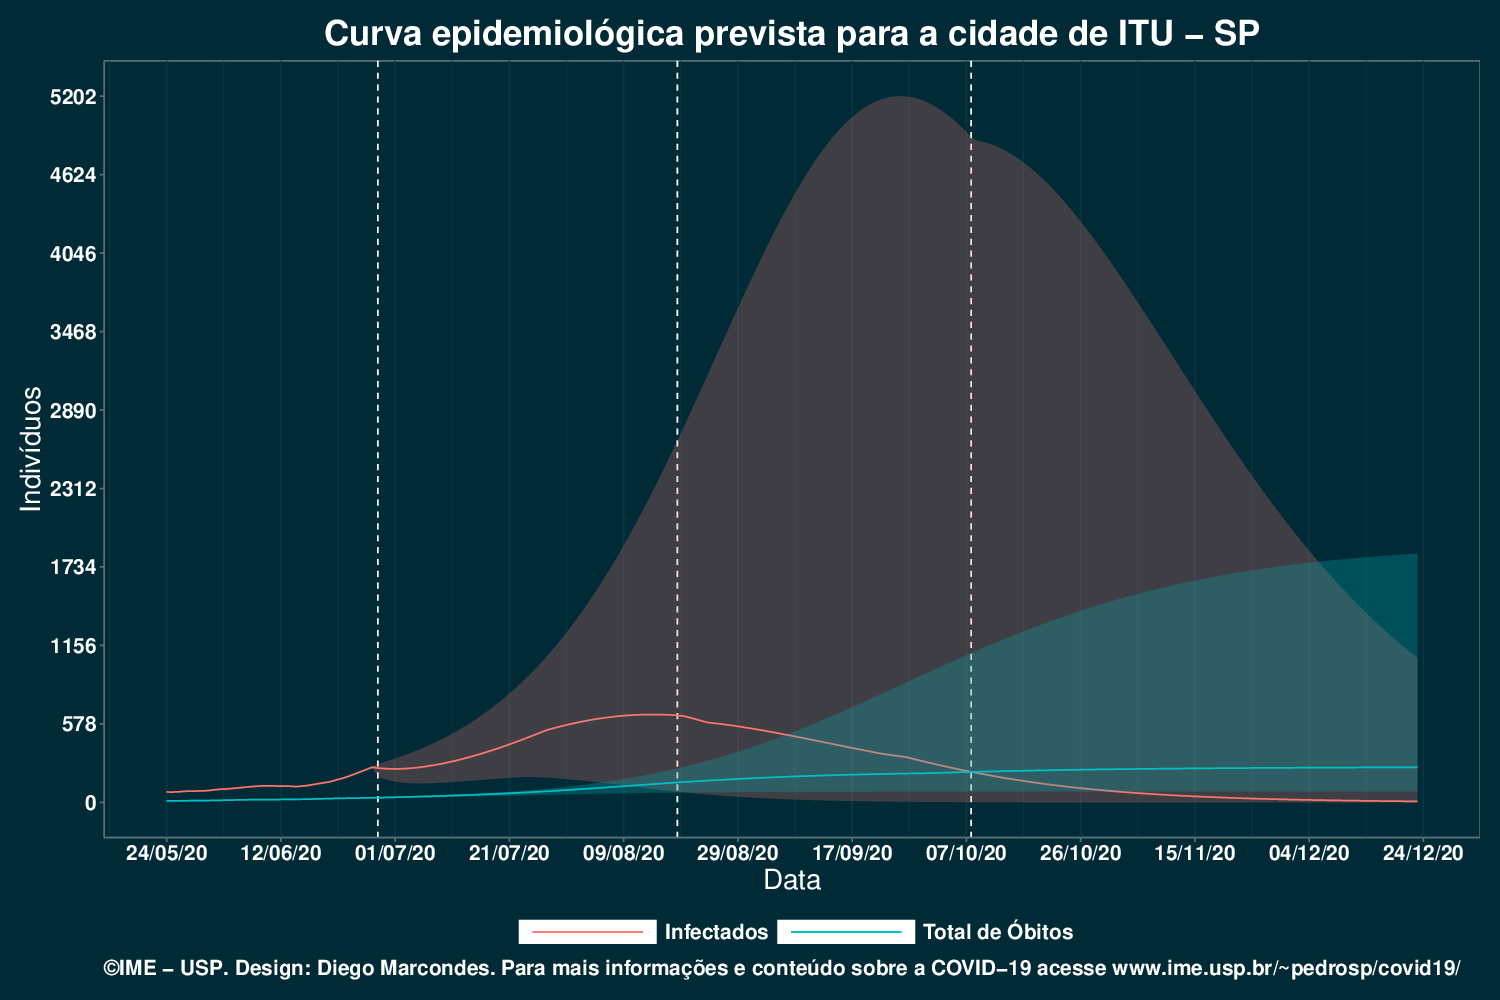 Curva epidemiológica prevista para a cidade de ITU – SP
5202
4624
4046
3468
2890
2312
1734
1156
578
0
Indivíduos
24/05/20 12/06/20 01/07/20 21/07/20 09/08/20 29/08/20 17/09/20 07/10/20 26/10/20 15/11/20 04/12/20 24/12/20
Data
Infectados Total de Óbitos
©IME – USP. Design: Diego Marcondes. Para mais informações e conteúdo sobre a COVID–19 acesse www.ime.usp.br/~pedrosp/covid19/